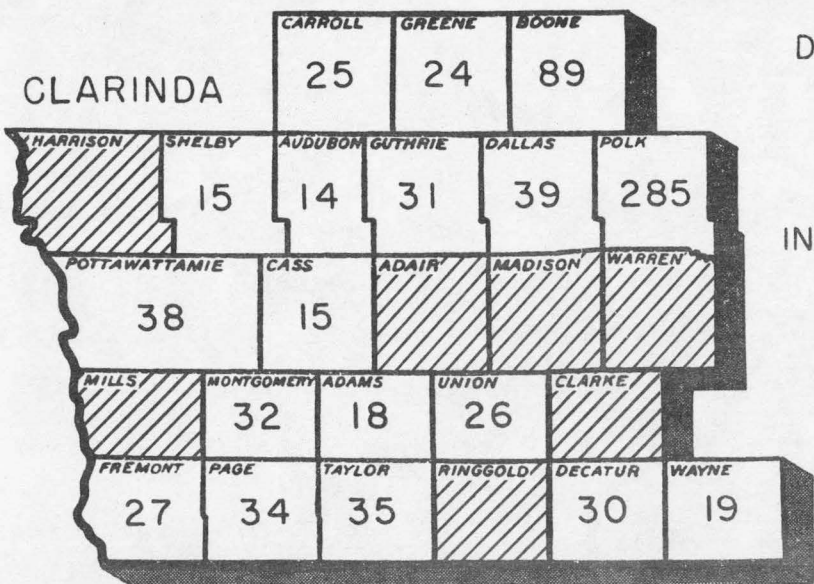 CARROLL GREENE BOONE
D
25 24 89
CLARINDA
HARRISON SHELBY AUDUBON GUTHRIE DALLAS POLK
15 14 31 39 285
IN
POTTAWATTAMIE CASS ADAIR MADISON WARREN
38 15
MILLS MONTGOMERY ADAMS UNION CLARKE
32 18 26
FREMONT PAGE TAYLOR RINGGOLD DECATUR WAYNE
27 34 35 30 19